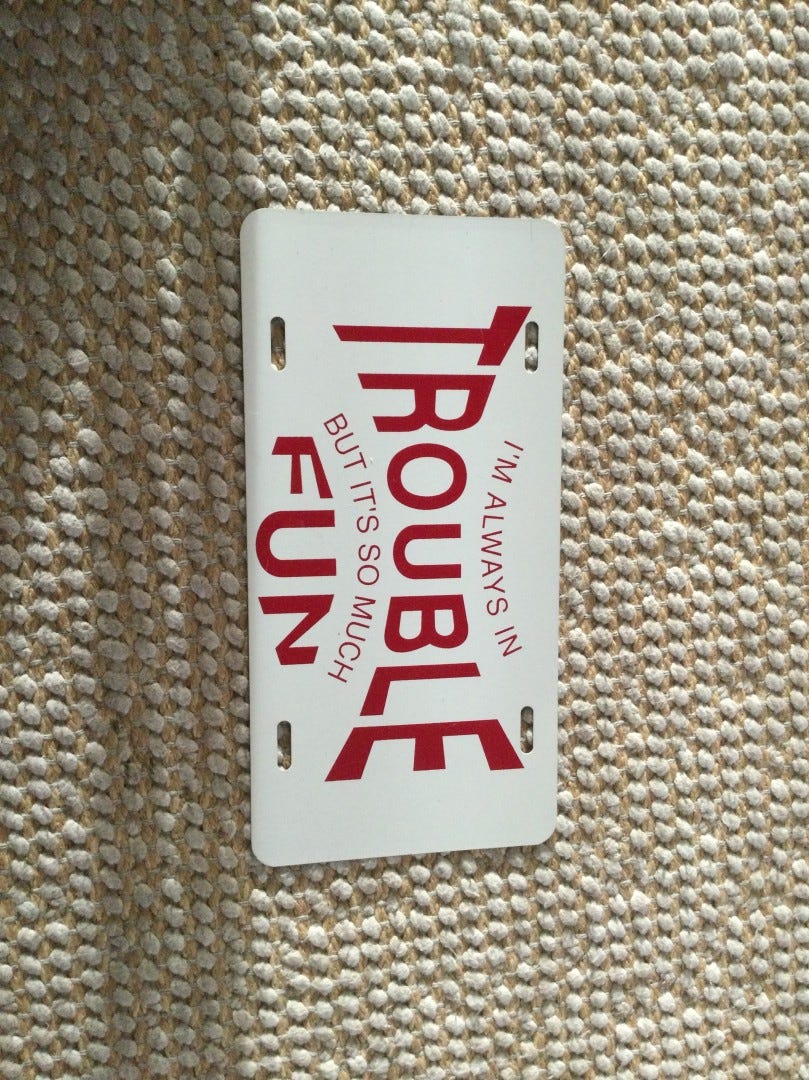 I'M ALWAYS IN
TROUBLE
BUT IT'S SO MUCH
FUN